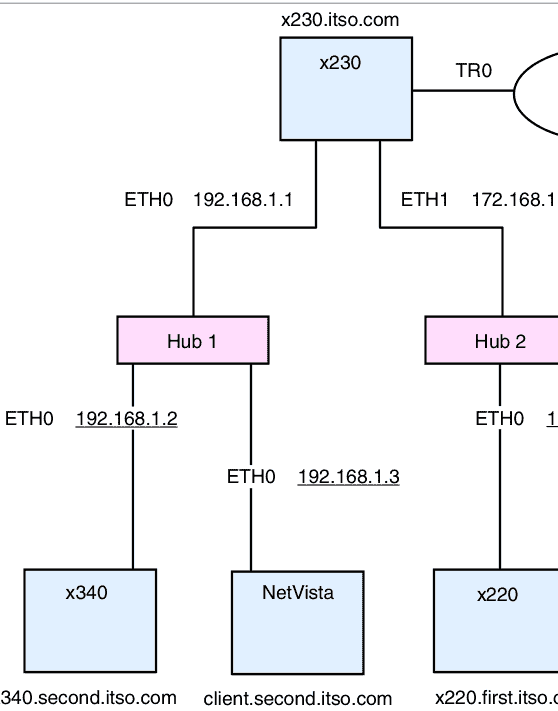 x230.itso.com
x230
TR0
ETH0 192.168.1.1
ETH1 172.168.1
Hub 1
Hub 2
ETH0 192.168.1.2
ETH0 1
ETH0 192.168.1.3
x340
NetVista
x220
340.second.itso.com
client.second.itso.com
x220.first.itso.c